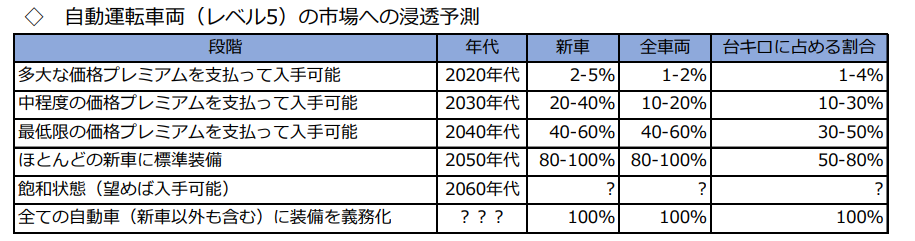 ◇ 自動運転車両（レベル5）の市場への浸透予測
段階 年代 新車 全車両 台キロに占める割合
多大な価格プレミアムを支払って入手可能 2020年代 2-5% 1-2% 1-4%
中程度の価格プレミアムを支払って入手可能 2030年代 20-40% 10-20% 10-30%
最低限の価格プレミアムを支払って入手可能 2040年代 40-60% 40-60% 30-50%
ほとんどの新車に標準装備 2050年代 80-100% 80-100% 50-80%
飽和状態（望めば入手可能） 2060年代 ? ? ?
全ての自動車（新車以外も含む）に装備を義務化 ？？？ 100% 100% 100%